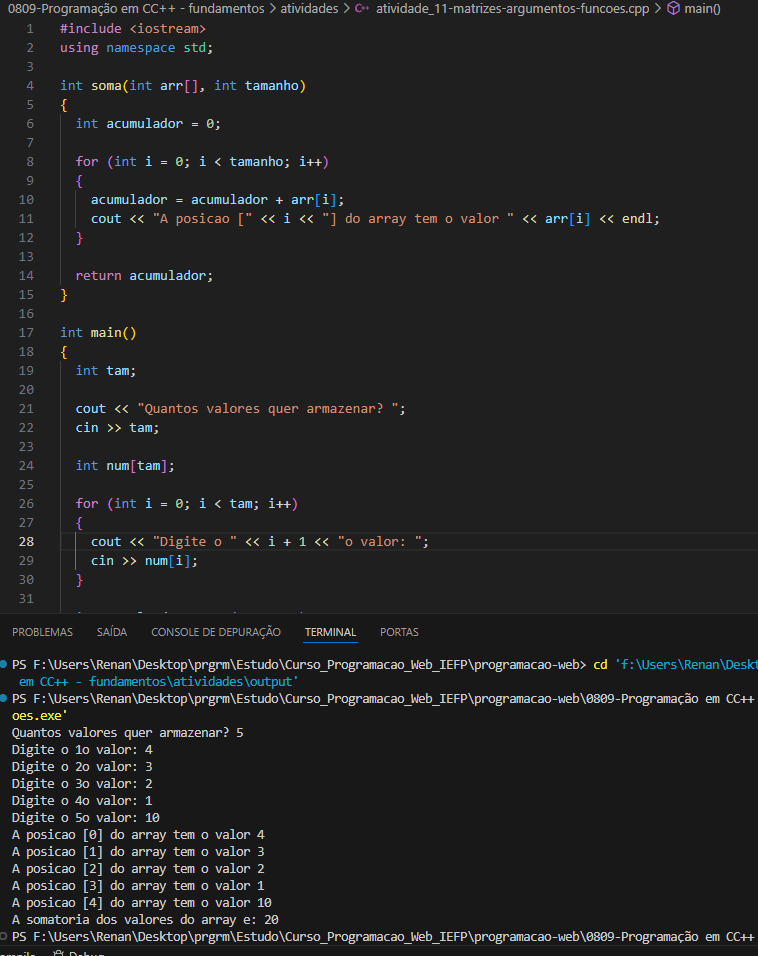 0809-Programação em CC++ - fundamentos > atividades > C++ atividade_11-matrizes-argumentos-funcoes.cpp > main()
1 #include <iostream>
2 using namespace std;
3
4 int soma(int arr[], int tamanho)
5 {
6 int acumulador = 0;
7
8 for (int i = 0; i < tamanho; i++)
9 {
10 acumulador = acumulador + arr[i];
11 cout << "A posicao [" << i << "] do array tem o valor " << arr[i] << endl;
12 }
13
14 return acumulador;
15 }
16
17 int main()
18 {
19 int tam;
20
21 cout << "Quantos valores quer armazenar? ";
22 cin >> tam;
23
24 int num[tam];
25
26 for (int i = 0; i < tam; i++)
27 {
28 cout << "Digite o " << i + 1 << "o valor: ";
29 cin >> num[i];
30 }
31
PROBLEMAS SAÍDA CONSOLE DE DEPURAÇÃO TERMINAL PORTAS
PS F:\Users\Renan\Desktop\prgrm\Estudo\Curso_Programacao_Web_IEFP\programacao-web> cd 'f:\Users\Renan\Deskt
em CC++ - fundamentos\atividades\output'
PS F:\Users\Renan\Desktop\prgrm\Estudo\Curso_Programacao_Web_IEFP\programacao-web\0809-Programação em CC++
oes.exe'
Quantos valores quer armazenar? 5
Digite o 1o valor: 4
Digite o 2o valor: 3
Digite o 3o valor: 2
Digite o 4o valor: 1
Digite o 5o valor: 10
A posicao [0] do array tem o valor 4
A posicao [1] do array tem o valor 3
A posicao [2] do array tem o valor 2
A posicao [3] do array tem o valor 1
A posicao [4] do array tem o valor 10
A somatoria dos valores do array e: 20
PS F:\Users\Renan\Desktop\prgrm\Estudo\Curso_Programacao_Web_IEFP\programacao-web\0809-Programação em CC++